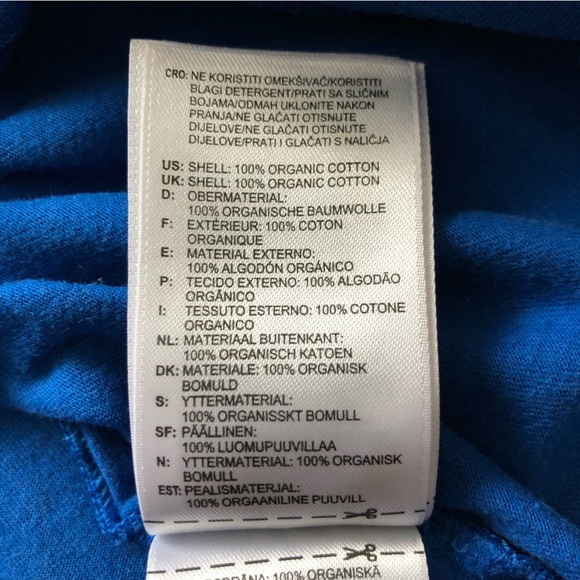 CRO: NE KORISTITI OMEKŠIVAČ/KORISTITI
BLAGI DETERGENT/PRATI SA SLIČNIM
BOJAMA/ODMAH UKLONITE NAKON
PRANJA/NE GLAČATI OTISNUTE
DIJELOVE/NE GLAČATI OTISNUTE
DIJELOVE/PRATI I GLAČATI S NALIČJA
US: SHELL: 100% ORGANIC COTTON
UK: SHELL: 100% ORGANIC COTTON
D: OBERMATERIAL:
100% ORGANISCHE BAUMWOLLE
F: EXTÉRIEUR: 100% COTON
ORGANIQUE
E: MATERIAL EXTERNO:
100% ALGODÓN ORGÁNICO
P: TECIDO EXTERNO: 100% ALGODÃO
ORGÃNICO
I: TESSUTO ESTERNO: 100% COTONE
ORGANICO
NL: MATERIAAL BUITENKANT:
100% ORGANISCH KATOEN
DK: MATERIALE: 100% ORGANISK
BOMULD
S: YTTERMATERIAL:
100% ORGANISSKT BOMULL
SF: PÄÄLLINEN:
100% LUOMUPUUVILLAA
N: YTTERMATERIAL: 100% ORGANISK
BOMULL
EST: PEALISMATERJAL:
100% ORGAANILINE PUUVILL
100% ORGANISKĀ